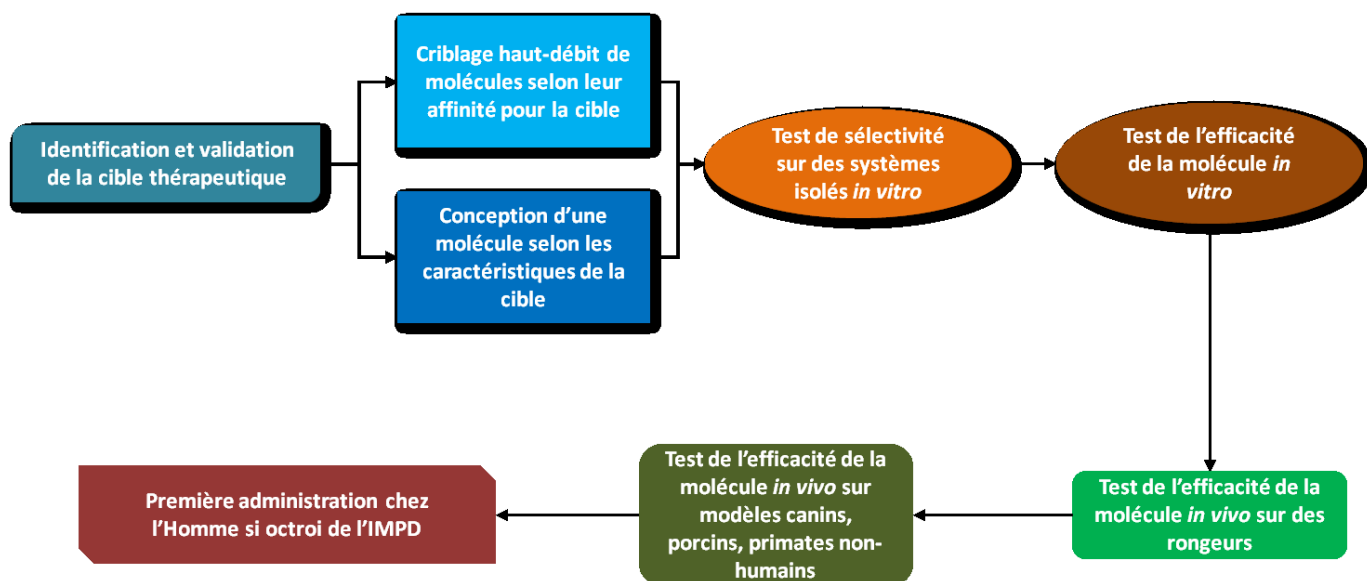 Identification et validation
de la cible thérapeutique
Criblage haut-débit de
molécules selon leur
affinité pour la cible
Conception d'une
molécule selon les
caractéristiques de la
cible
Test de sélectivité
sur des systèmes
isolés in vitro
Test de l'efficacité
de la molécule in
vitro
Test de l'efficacité de la
molécule in vivo sur des
rongeurs
Test de l'efficacité de la
molécule in vivo sur
modèles canins,
porcins, primates non-
humains
Première administration chez
l'Homme si octroi de l'IMPD